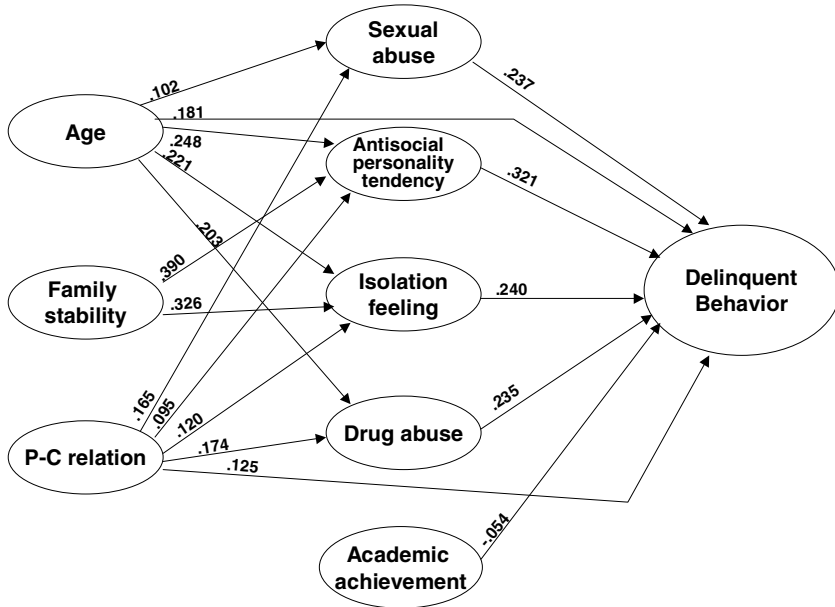 Sexual
abuse
.237
.102
Age
.181
.248
.221
Antisocial
personality
tendency
.321
.203
.390
Family
stability
.326
Isolation
feeling
.240
Delinquent
Behavior
.165
.095
.120
Drug abuse
.235
P-C relation
.174
.125
-.054
Academic
achievement